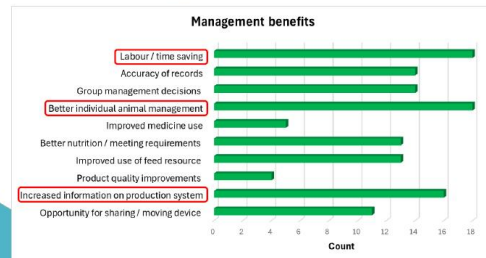 Management benefits
Labour / time saving
Accuracy of records
Group management decisions
Better individual animal management
Improved medicine use
Better nutrition / meeting requirements
Improved use of feed resource
Product quality improvements
Increased information on production system
Opportunity for sharing / moving device
0 2 4 6 8 10 12 14 16 18
Count